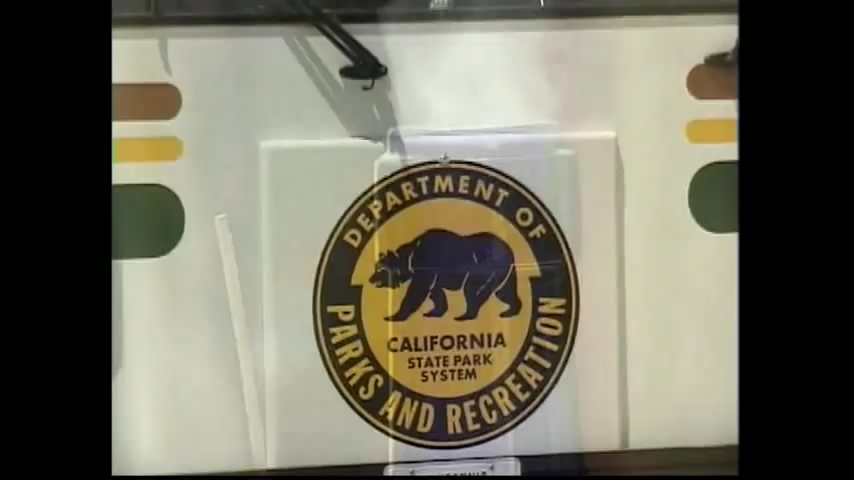 DEPARTMENT OF
PARKS AND RECREATION
CALIFORNIA
STATE PARK
SYSTEM